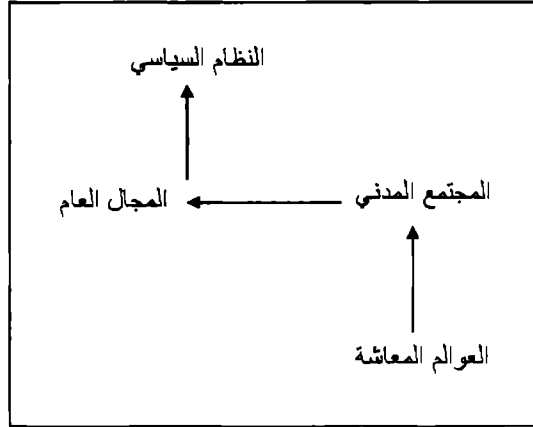 النظام السياسي
المجتمع المدني
المجال العام
العوالم المعاشة